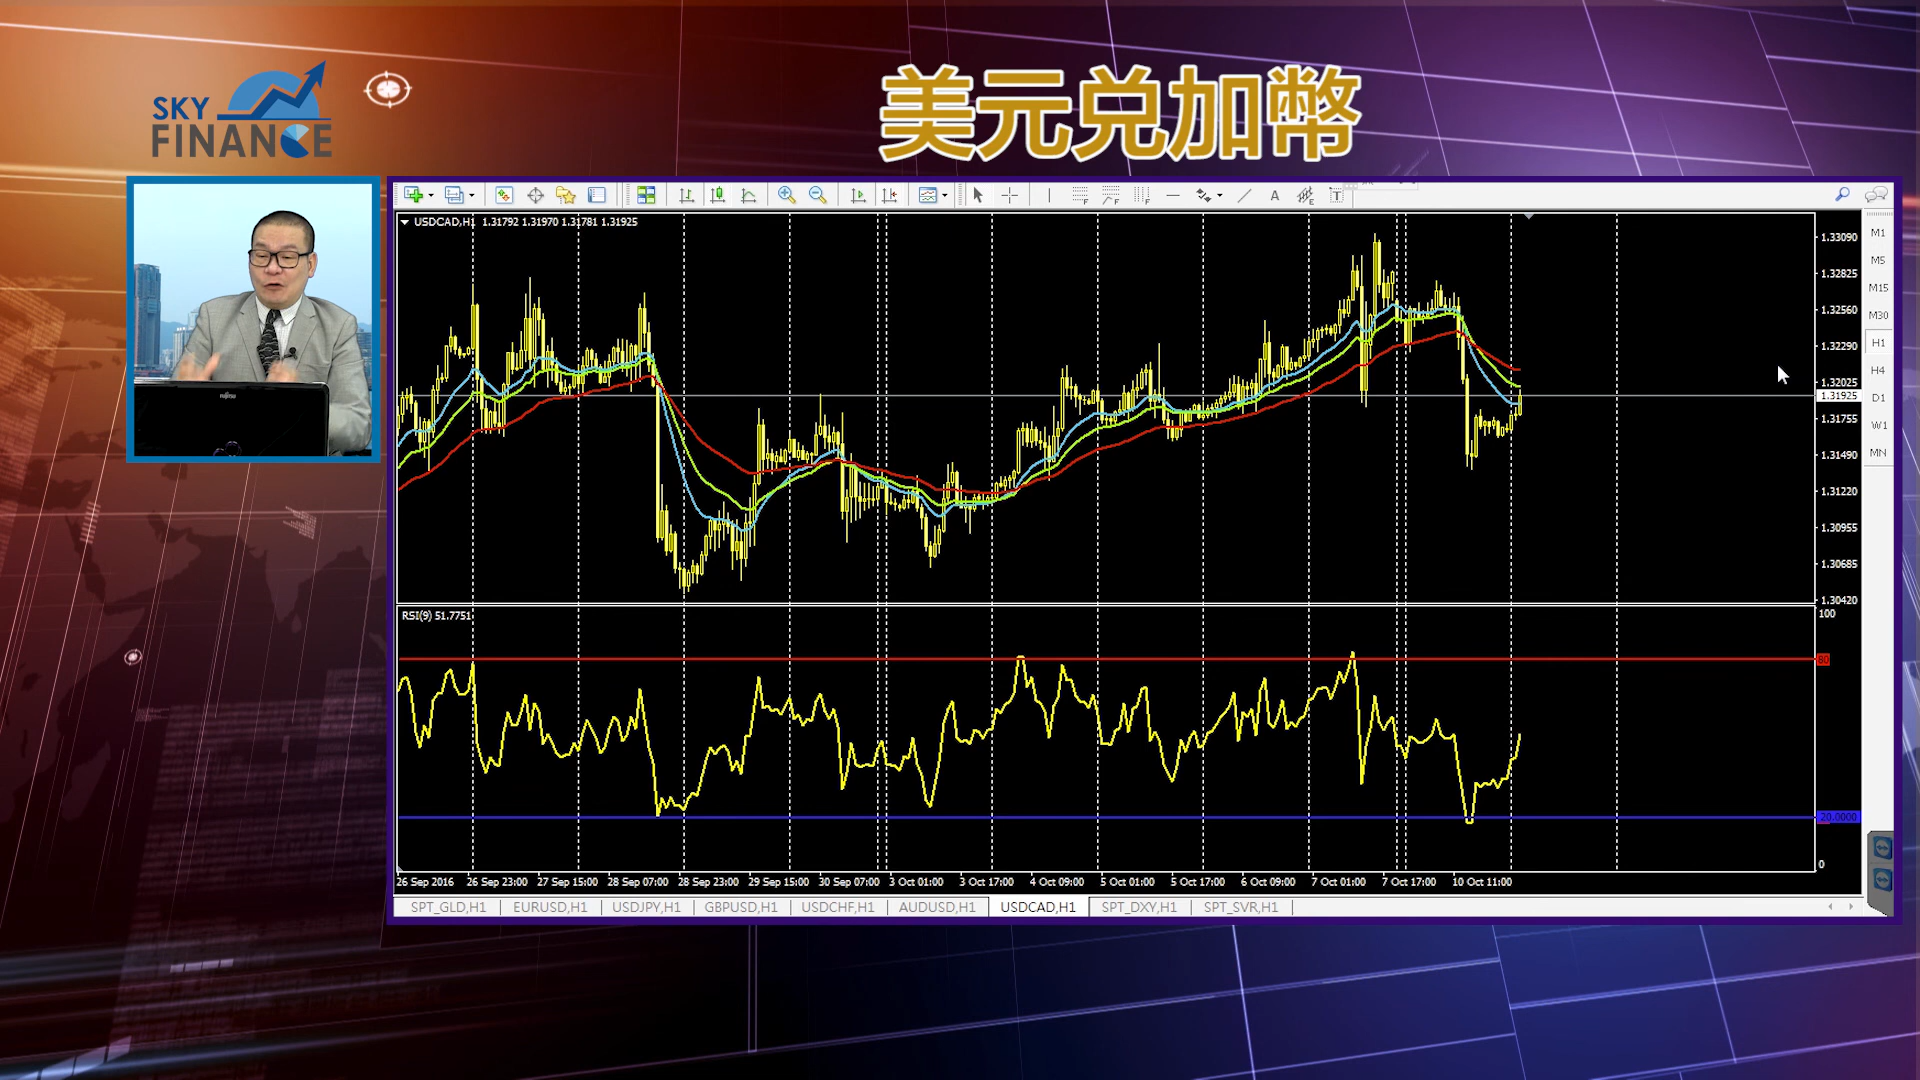 美元兑加幣
SKY
FINANCE
USDCAD,H1 1.31792 1.31970 1.31781 1.31925
1.33090
1.32825
1.32560
1.32290
1.32025
1.31925
1.31755
1.31490
1.31220
1.30955
1.30685
1.30420
M1
M5
M15
M30
H1
H4
D1
W1
MN
RSI(9) 51.7751
100
80
20.0000
0
26 Sep 2016 26 Sep 23:00 27 Sep 15:00 28 Sep 07:00 28 Sep 23:00 29 Sep 15:00 30 Sep 07:00 3 Oct 01:00 3 Oct 17:00 4 Oct 09:00 5 Oct 01:00 5 Oct 17:00 6 Oct 09:00 7 Oct 01:00 7 Oct 17:00 10 Oct 11:00
SPT_GLD,H1 EURUSD,H1 USDJPY,H1 GBPUSD,H1 USDCHF,H1 AUDUSD,H1 USDCAD,H1 SPT_DXY,H1 SPT_SVR,H1